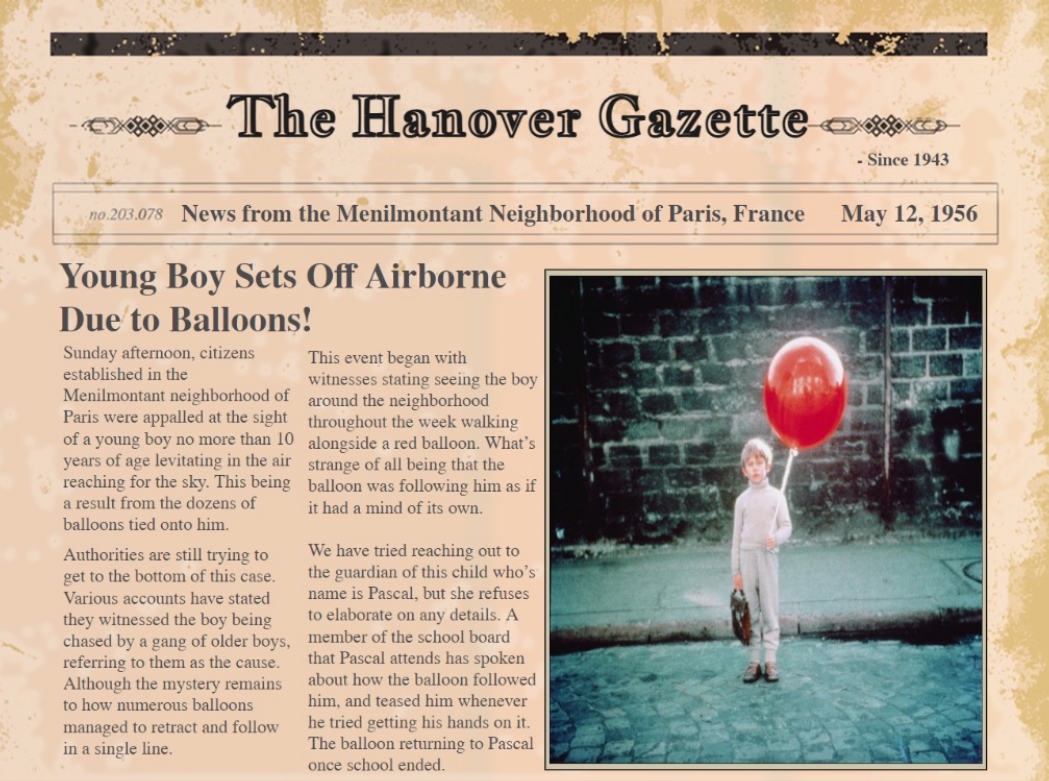 The Hanover Gazette
- Since 1943
no.203.078 News from the Menilmontant Neighborhood of Paris, France May 12, 1956
Young Boy Sets Off Airborne
Due to Balloons!
Sunday afternoon, citizens
established in the
Menilmontant neighborhood of
Paris were appalled at the sight
of a young boy no more than 10
years of age levitating in the air
reaching for the sky. This being
a result from the dozens of
balloons tied onto him.
Authorities are still trying to
get to the bottom of this case.
Various accounts have stated
they witnessed the boy being
chased by a gang of older boys,
referring to them as the cause.
Although the mystery remains
to how numerous balloons
managed to retract and follow
in a single line.
This event began with
witnesses stating seeing the boy
around the neighborhood
throughout the week walking
alongside a red balloon. What's
strange of all being that the
balloon was following him as if
it had a mind of its own.
We have tried reaching out to
the guardian of this child who's
name is Pascal, but she refuses
to elaborate on any details. A
member of the school board
that Pascal attends has spoken
about how the balloon followed
him, and teased him whenever
he tried getting his hands on it.
The balloon returning to Pascal
once school ended.